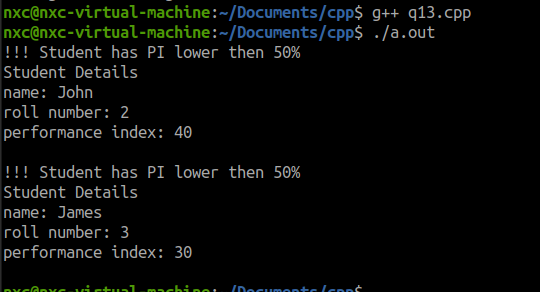 nxc@nxc-virtual-machine:~/Documents/cpp$ g++ q13.cpp
nxc@nxc-virtual-machine:~/Documents/cpp$ ./a.out
!!! Student has PI lower then 50%
Student Details
name: John
roll number: 2
performance index: 40
!!! Student has PI lower then 50%
Student Details
name: James
roll number: 3
performance index: 30
nxc@nxc-virtual-machine:~/Documents/cpp$